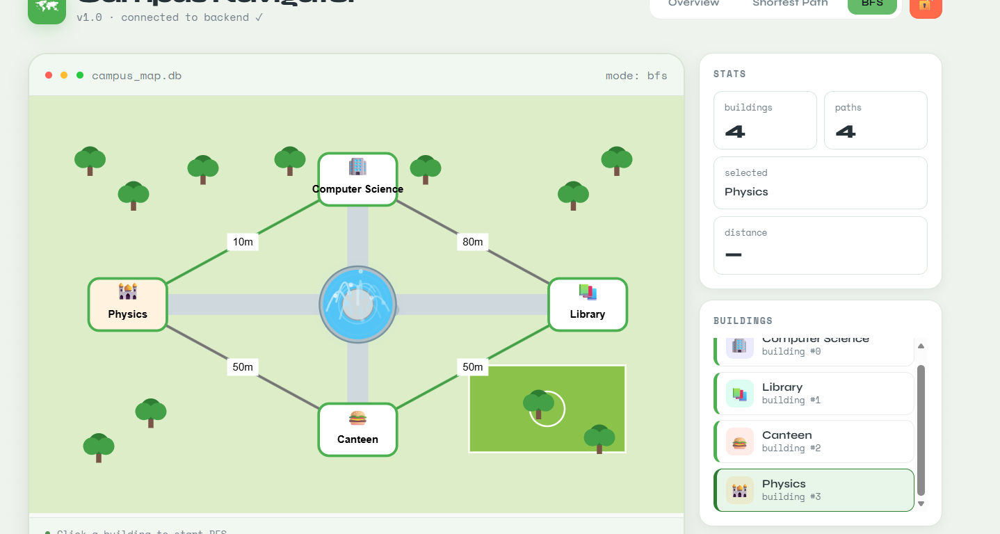 Campus Navigator
v1.0 · connected to backend ✓
Overview
Shortest Path
BFS
campus_map.db
mode: bfs
Computer Science
10m
80m
Physics
Library
50m
50m
Canteen
Click a building to start BFS
STATS
buildings
4
paths
4
selected
Physics
distance
—
BUILDINGS
Computer Science
building #0
Library
building #1
Canteen
building #2
Physics
building #3